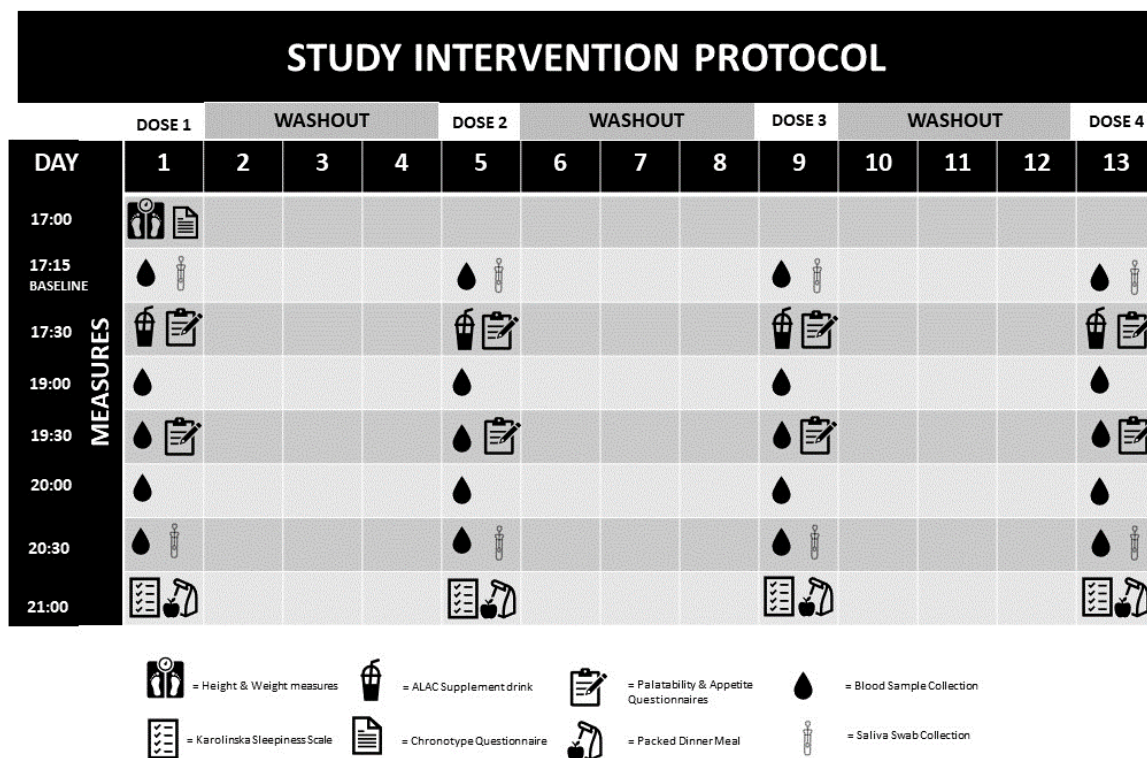 STUDY INTERVENTION PROTOCOL
DOSE 1 WASHOUT DOSE 2 WASHOUT DOSE 3 WASHOUT DOSE 4
DAY 1 2 3 4 5 6 7 8 9 10 11 12 13
MEASURES
17:00
17:15
BASELINE
17:30
19:00
19:30
20:00
20:30
21:00
= Height & Weight measures
= ALAC Supplement drink
= Palatability & Appetite
Questionnaires
= Blood Sample Collection
= Karolinska Sleepiness Scale
= Chronotype Questionnaire
= Packed Dinner Meal
= Saliva Swab Collection